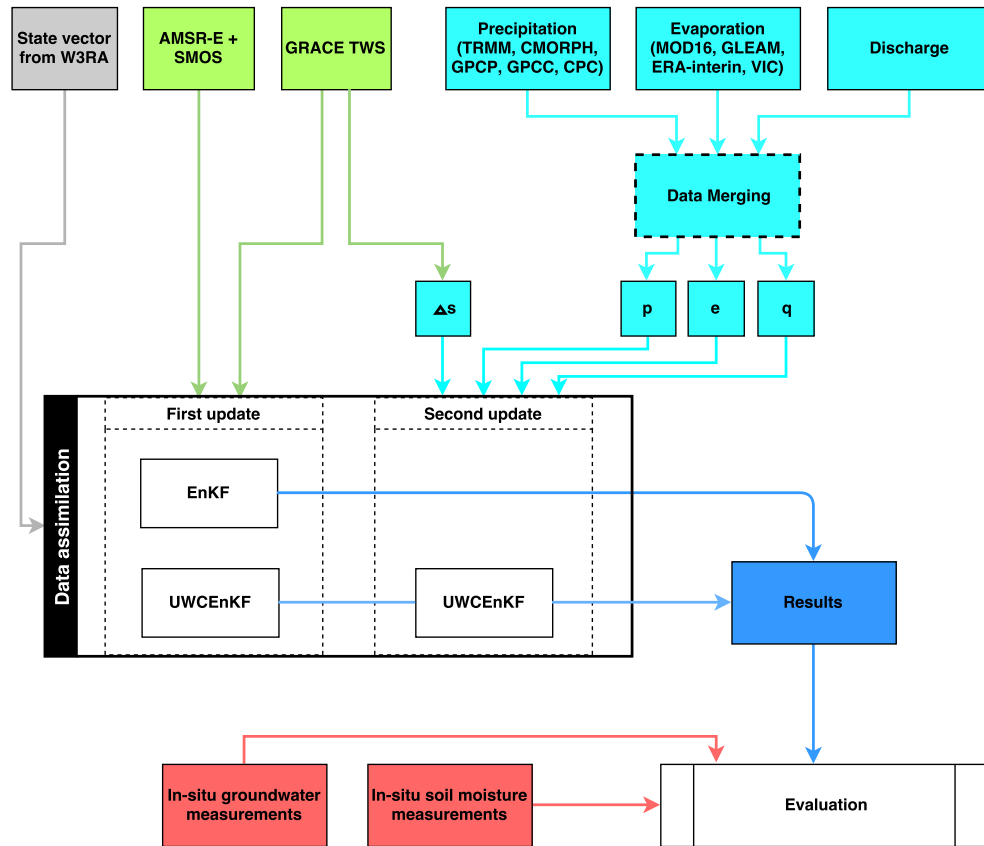 State vector
from W3RA
AMSR-E +
SMOS
GRACE TWS
Precipitation
(TRMM, CMORPH,
GPCP, GPCC, CPC)
Evaporation
(MOD16, GLEAM,
ERA-interin, VIC)
Discharge
Data Merging
Δs
p
e
q
Data assimilation
First update
Second update
EnKF
UWCEnKF
UWCEnKF
Results
In-situ groundwater
measurements
In-situ soil moisture
measurements
Evaluation